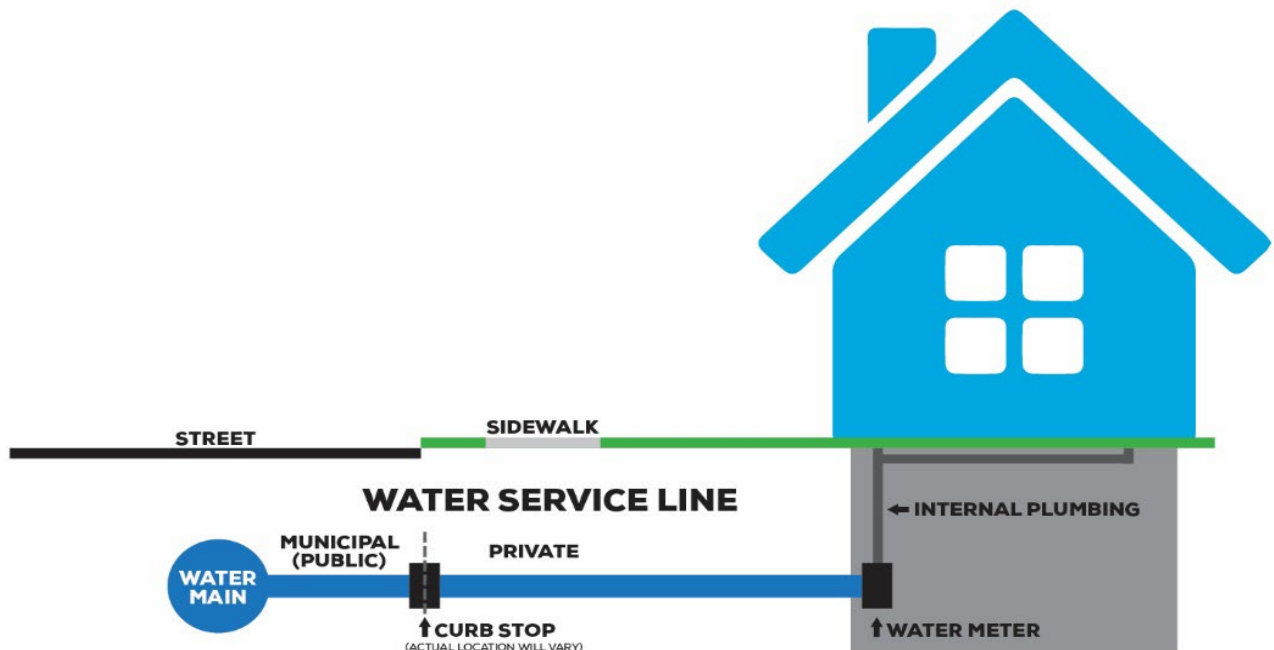 STREET
SIDEWALK
WATER SERVICE LINE
INTERNAL PLUMBING
MUNICIPAL
(PUBLIC)
PRIVATE
WATER
MAIN
CURB STOP
(ACTUAL LOCATION WILL VARY)
WATER METER